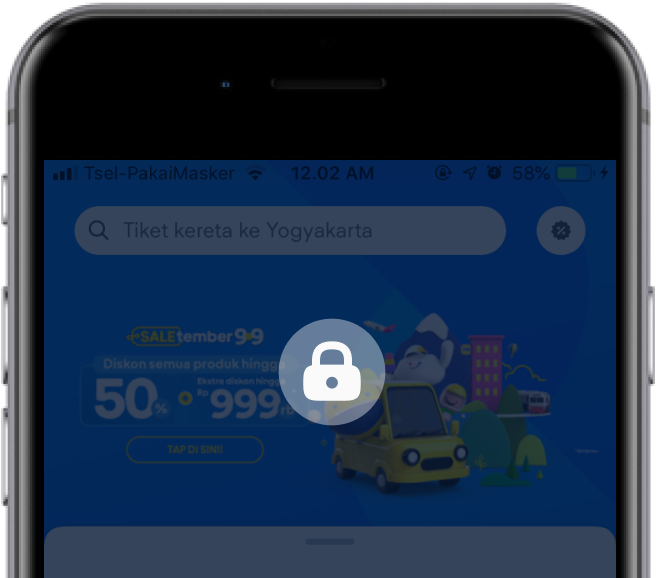 Tsel-PakaiMasker 12.02 AM 58%
Tiket kereta ke Yogyakarta
SALEtember 9.9
Diskon semua produk hingga
50%
Ekstra diskon hingga
Rp 999rb
TAP DI SINI!